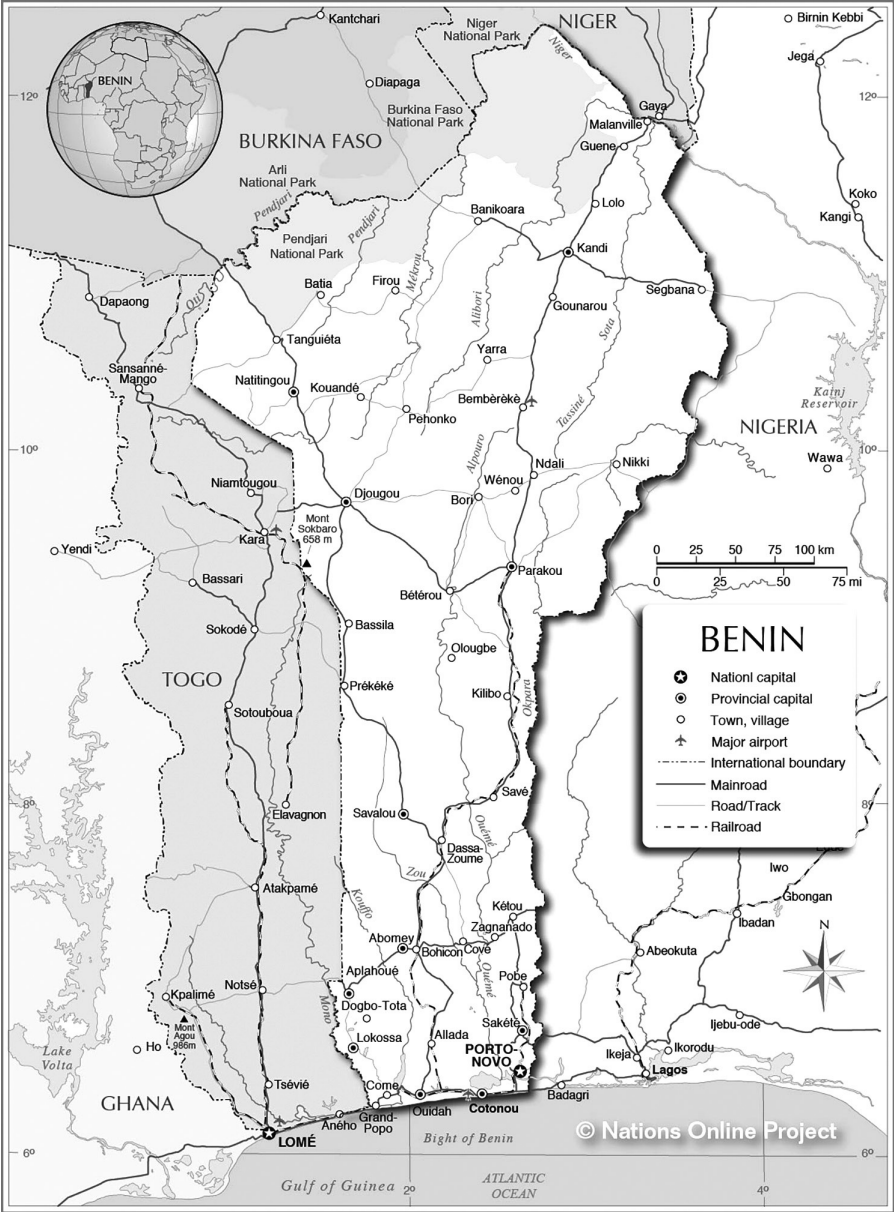 Kantchari
Niger
National Park
NIGER
Birnin Kebbi
Jega
BENIN
Diapaga
Niger
12º
12º
Burkina Faso
National Park
Gaya
Malanville
BURKINA FASO
Guene
Arli
National Park
Pendjari
Pendjari
Banikoara
Lolo
Koko
Kangi
Pendjari
National Park
Kandi
Mékrou
Batia
Firou
Segbana
Dapaong
Gounarou
Alibori
Sota
Tanguiéta
Yarra
Sansanné-
Mango
Natitingou
Kouandé
Bembèrèkè
Kainj
Reservoir
Pehonko
Tassiné
NIGERIA
10º
10º
Alpouro
Wawa
Ndali
Nikki
Niamtougou
Wénou
Djougou
Bori
Mont
Sokbaro
658 m
Kara
Yendi
0 25 50 75 100 km
25 50 75 mi
Bassari
Parakou
Bétérou
Sokodé
Bassila
BENIN
Olougbe
TOGO
Nationl capital
Prékéké
Kilibo
Okpara
Provincial capital
Sotouboua
Town, village
Major airport
International boundary
Mainroad
8º
8º
Road/Track
Elavagnon
Savé
Savalou
Railroad
Ouémé
Dassa-
Zoume
Zou
Iwo
Atakpamé
Kouffo
Gbongan
Kétou
Ibadan
Zagnanado
N
Abomey
Bohicon
Cové
Abeokuta
Aplahoué
Ouémé
Pobe
Notsé
Kpalimé
Dogbo-Tota
Mono
Mont
Agou
986m
Sakété
Ijebu-ode
Lokossa
Allada
PORTO-
NOVO
Ho
Lake
Volta
Ikeja
Ikorodu
Lagos
Tsévié
Come
Badagri
GHANA
Ouidah
Cotonou
Aného
Grand-
Popo
LOMÉ
Bight of Benin
© Nations Online Project
6º
6º
Gulf of Guinea
ATLANTIC
OCEAN
2º
4º